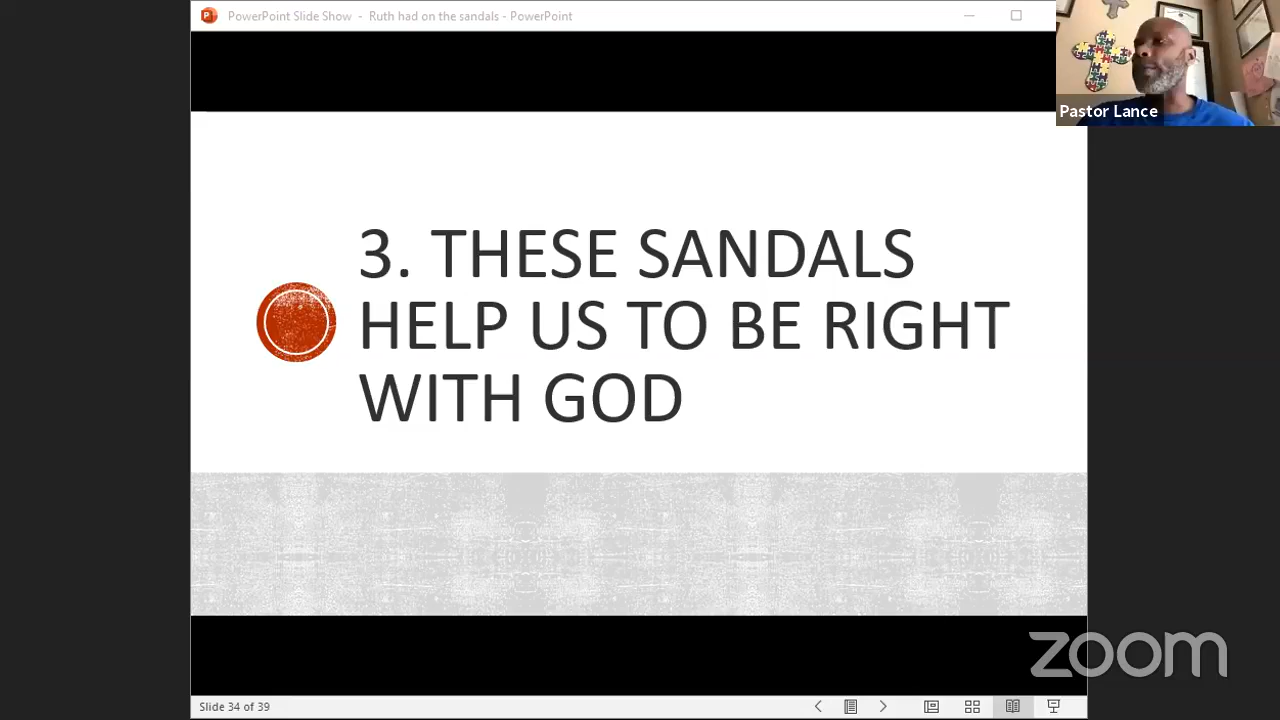 PowerPoint Slide Show - Ruth had on the sandals - PowerPoint
Pastor Lance
3. THESE SANDALS
HELP US TO BE RIGHT
WITH GOD
zoom
Slide 34 of 39